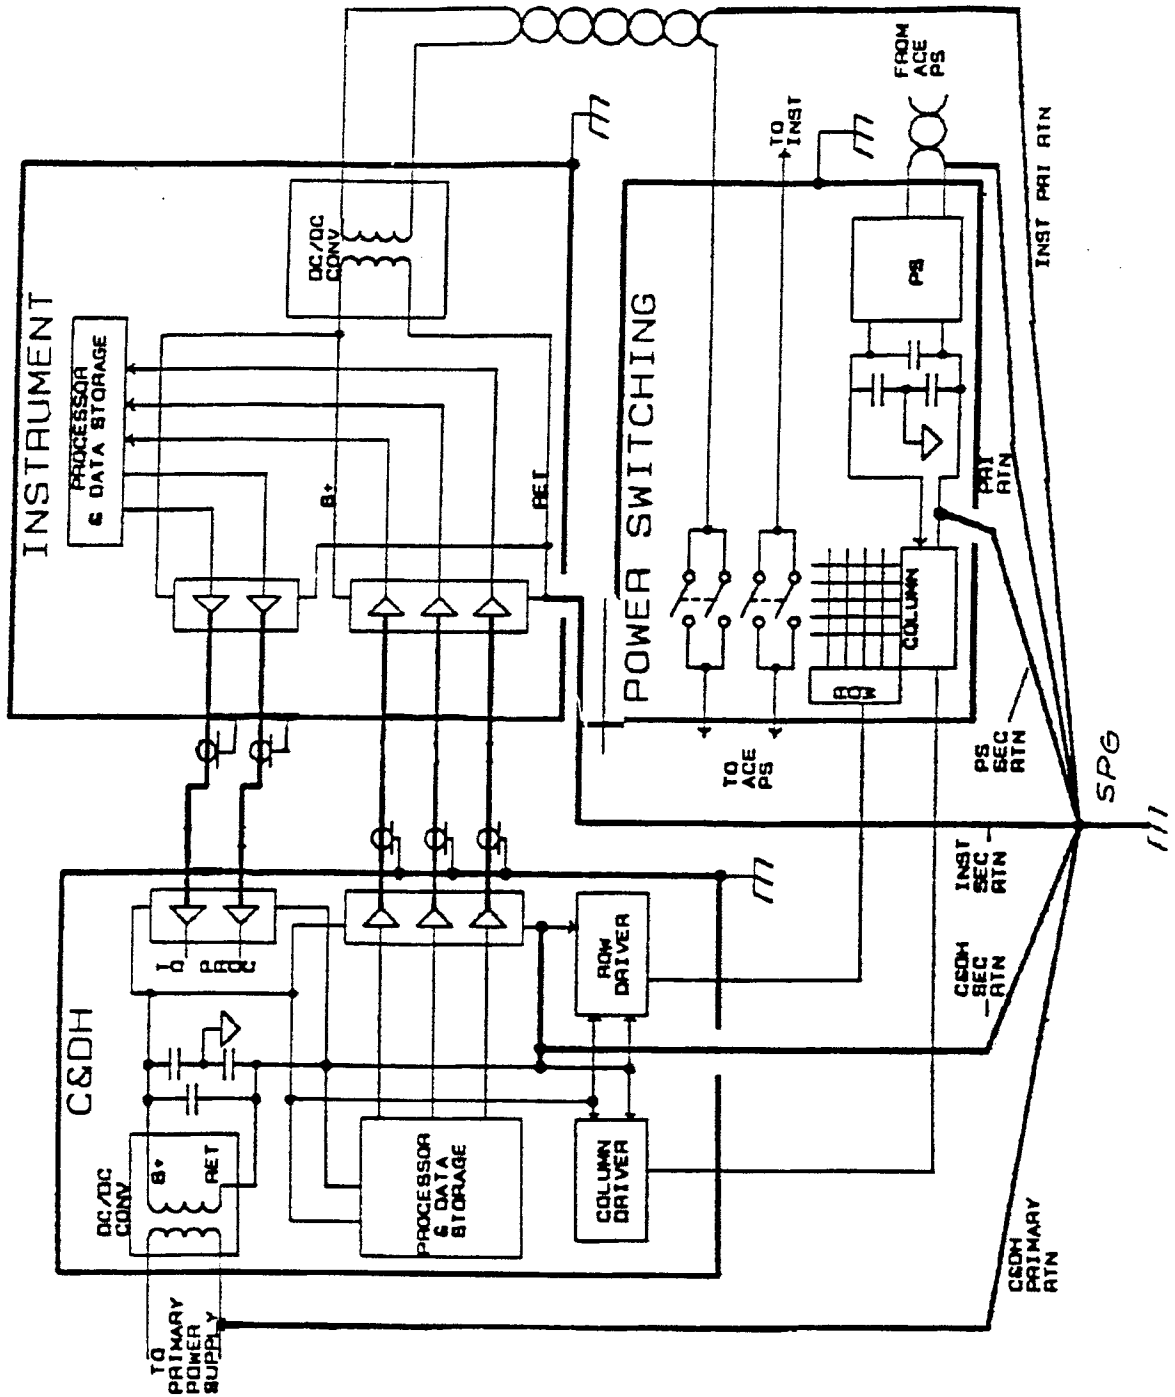 INSTRUMENT
PROCESSOR
& DATA STORAGE
DC/DC
CONV
B+
RET
C&DH
DC/DC
CONV
B+
RET
TO
PRIMARY
POWER
SUPPLY
TO PROC
PROCESSOR
& DATA
STORAGE
ROW
DRIVER
COLUMN
DRIVER
POWER SWITCHING
TO
INST
FROM
ACE
PS
PS
PRI
RTN
ROW
COLUMN
TO
ACE
PS
PS
SEC
RTN
INST PRI RTN
INST
SEC
RTN
C&DH
SEC
RTN
C&DH
PRIMARY
RTN
SPG